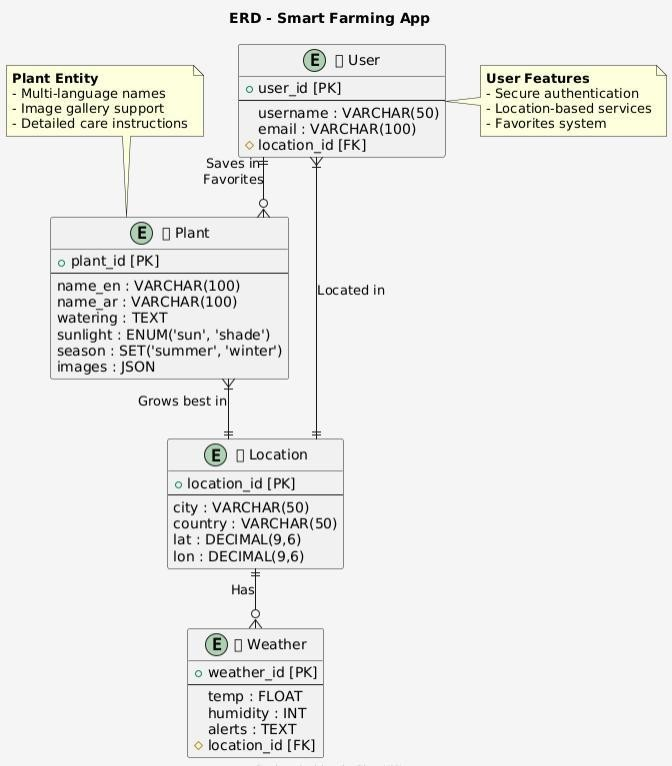 ERD - Smart Farming App
E User
user_id [PK]
username : VARCHAR(50)
email : VARCHAR(100)
location_id [FK]
Plant Entity
- Multi-language names
- Image gallery support
- Detailed care instructions
User Features
- Secure authentication
- Location-based services
- Favorites system
Saves in
Favorites
E Plant
plant_id [PK]
name_en : VARCHAR(100)
name_ar : VARCHAR(100)
watering : TEXT
sunlight : ENUM('sun', 'shade')
season : SET('summer', 'winter')
images : JSON
Located in
Grows best in
E Location
location_id [PK]
city : VARCHAR(50)
country : VARCHAR(50)
lat : DECIMAL(9,6)
lon : DECIMAL(9,6)
Has
E Weather
weather_id [PK]
temp : FLOAT
humidity : INT
alerts : TEXT
location_id [FK]